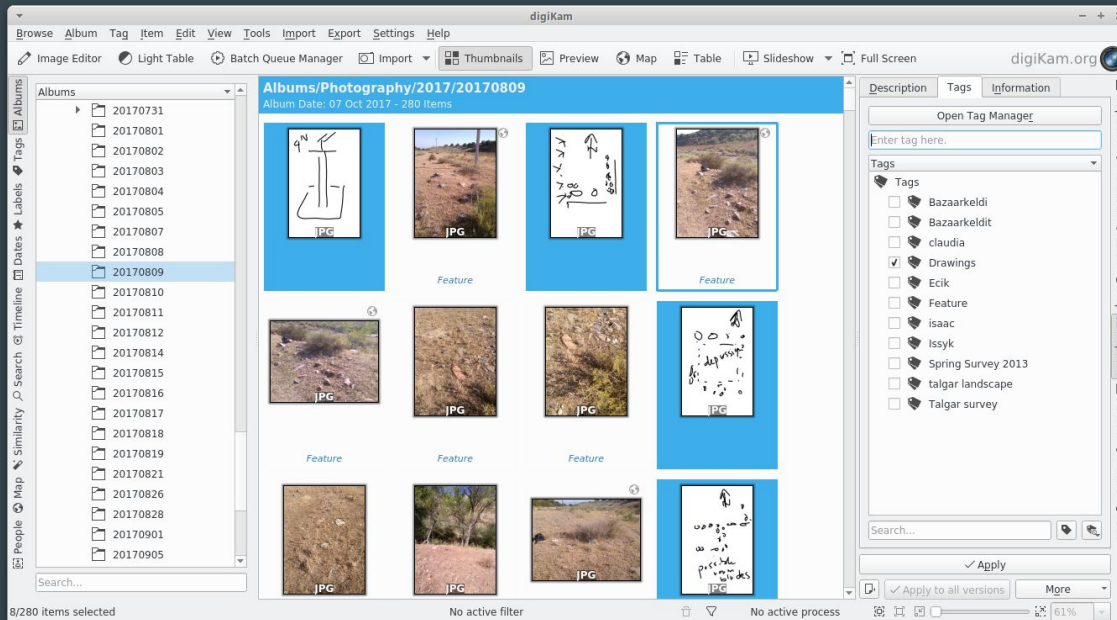 digiKam
Browse Album Tag Item Edit View Tools Import Export Settings Help
Image Editor Light Table Batch Queue Manager Import Thumbnails Preview Map Table Slideshow Full Screen digiKam.org
Albums
Tags
Labels
Dates
Timeline
Search
Similarity
Map
People
Albums
20170731
20170801
20170802
20170803
20170804
20170805
20170807
20170808
20170809
20170810
20170811
20170812
20170814
20170815
20170816
20170817
20170818
20170819
20170821
20170826
20170828
20170901
20170905
Search...
Albums/Photography/2017/20170809
Album Date: 07 Oct 2017 - 280 Items
N
JPG JPG JPG JPG
Feature Feature
JPG JPG JPG JPG
Feature Feature Feature
possible
JPG JPG JPG JPG
Description Tags Information
Open Tag Manager
Enter tag here.
Tags
Tags
Bazaarkeldi
Bazaarkeldit
claudia
Drawings
Ecik
Feature
isaac
Issyk
Spring Survey 2013
talgar landscape
Talgar survey
Search...
Apply
Apply to all versions More
8/280 items selected No active filter No active process 61%